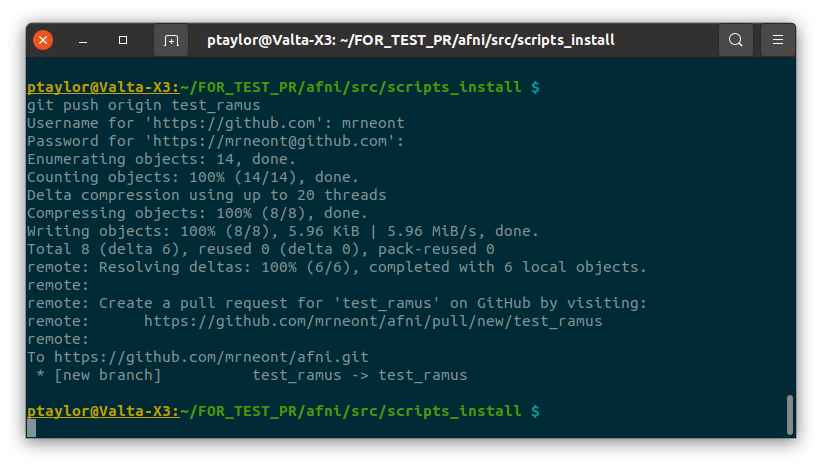 ptaylor@Valta-X3: ~/FOR_TEST_PR/afni/src/scripts_install
ptaylor@Valta-X3:~/FOR_TEST_PR/afni/src/scripts_install $
git push origin test_ramus
Username for 'https://github.com': mrneont
Password for 'https://mrneont@github.com':
Enumerating objects: 14, done.
Counting objects: 100% (14/14), done.
Delta compression using up to 20 threads
Compressing objects: 100% (8/8), done.
Writing objects: 100% (8/8), 5.96 KiB | 5.96 MiB/s, done.
Total 8 (delta 6), reused 0 (delta 0), pack-reused 0
remote: Resolving deltas: 100% (6/6), completed with 6 local objects.
remote:
remote: Create a pull request for 'test_ramus' on GitHub by visiting:
remote:      https://github.com/mrneont/afni/pull/new/test_ramus
remote:
To https://github.com/mrneont/afni.git
 * [new branch]          test_ramus -> test_ramus
ptaylor@Valta-X3:~/FOR_TEST_PR/afni/src/scripts_install $